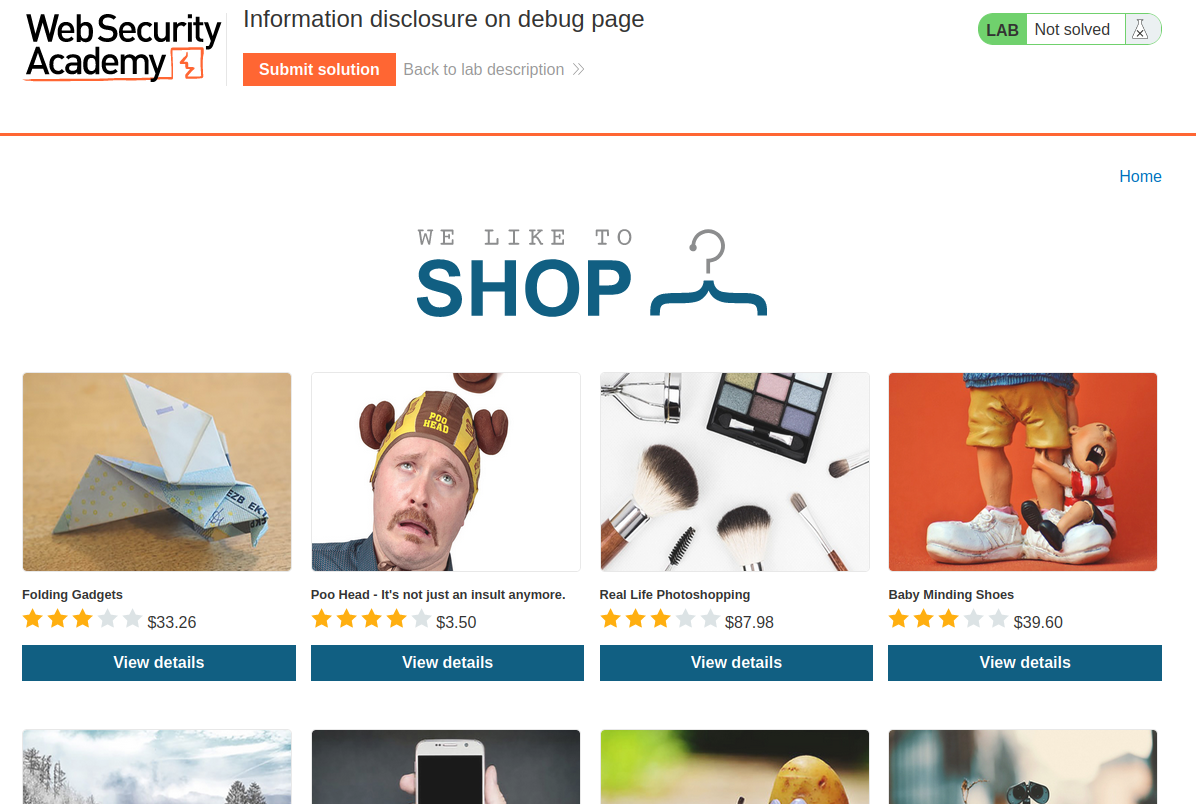 Web Security
Academy
Information disclosure on debug page
Submit solution
Back to lab description
LAB
Not solved
Home
WE LIKE TO
SHOP
EZB EKT
POO
HEAD
Folding Gadgets
$33.26
View details
Poo Head - It's not just an insult anymore.
$3.50
View details
Real Life Photoshopping
$87.98
View details
Baby Minding Shoes
$39.60
View details